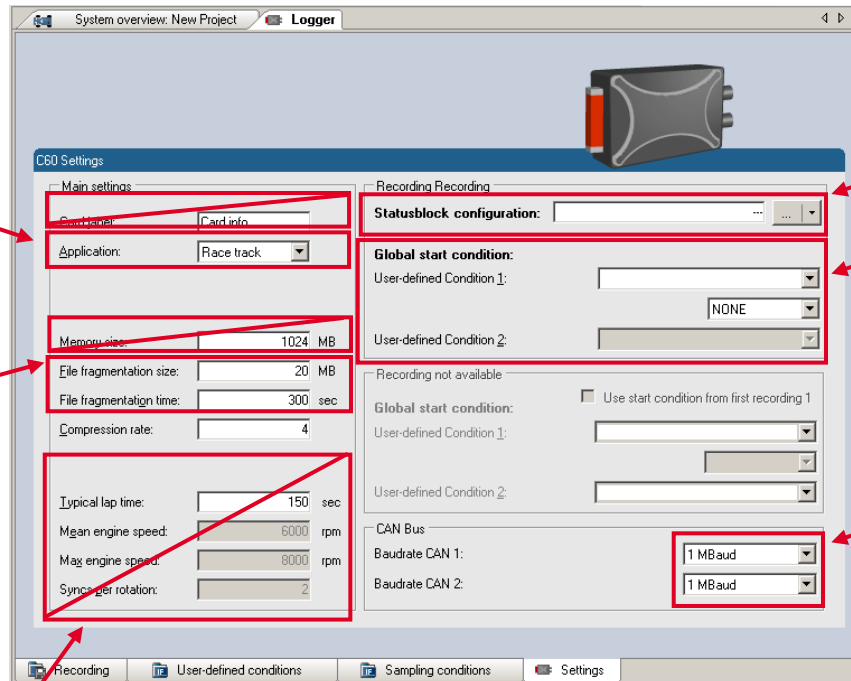 System overview: New Project
Logger
C60 Settings
Main settings
Card label: Card info
Application: Race track
Memory size: 1024 MB
File fragmentation size: 20 MB
File fragmentation time: 300 sec
Compression rate: 4
Typical lap time: 150 sec
Mean engine speed: 6000 rpm
Max engine speed: 8000 rpm
Syncs per rotation: 2
Recording Recording
Statusblock configuration: --- ...
Global start condition:
User-defined Condition 1:
NONE
User-defined Condition 2:
Recording not available
Global start condition:
Use start condition from first recording 1
User-defined Condition 1:
User-defined Condition 2:
CAN Bus
Baudrate CAN 1: 1 MBaud
Baudrate CAN 2: 1 MBaud
Recording
IF User-defined conditions
IF Sampling conditions
Settings